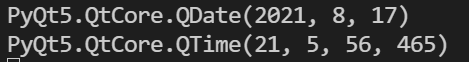 PyQt5.QtCore.QDate(2021, 8, 17)
PyQt5.QtCore.QTime(21, 5, 56, 465)